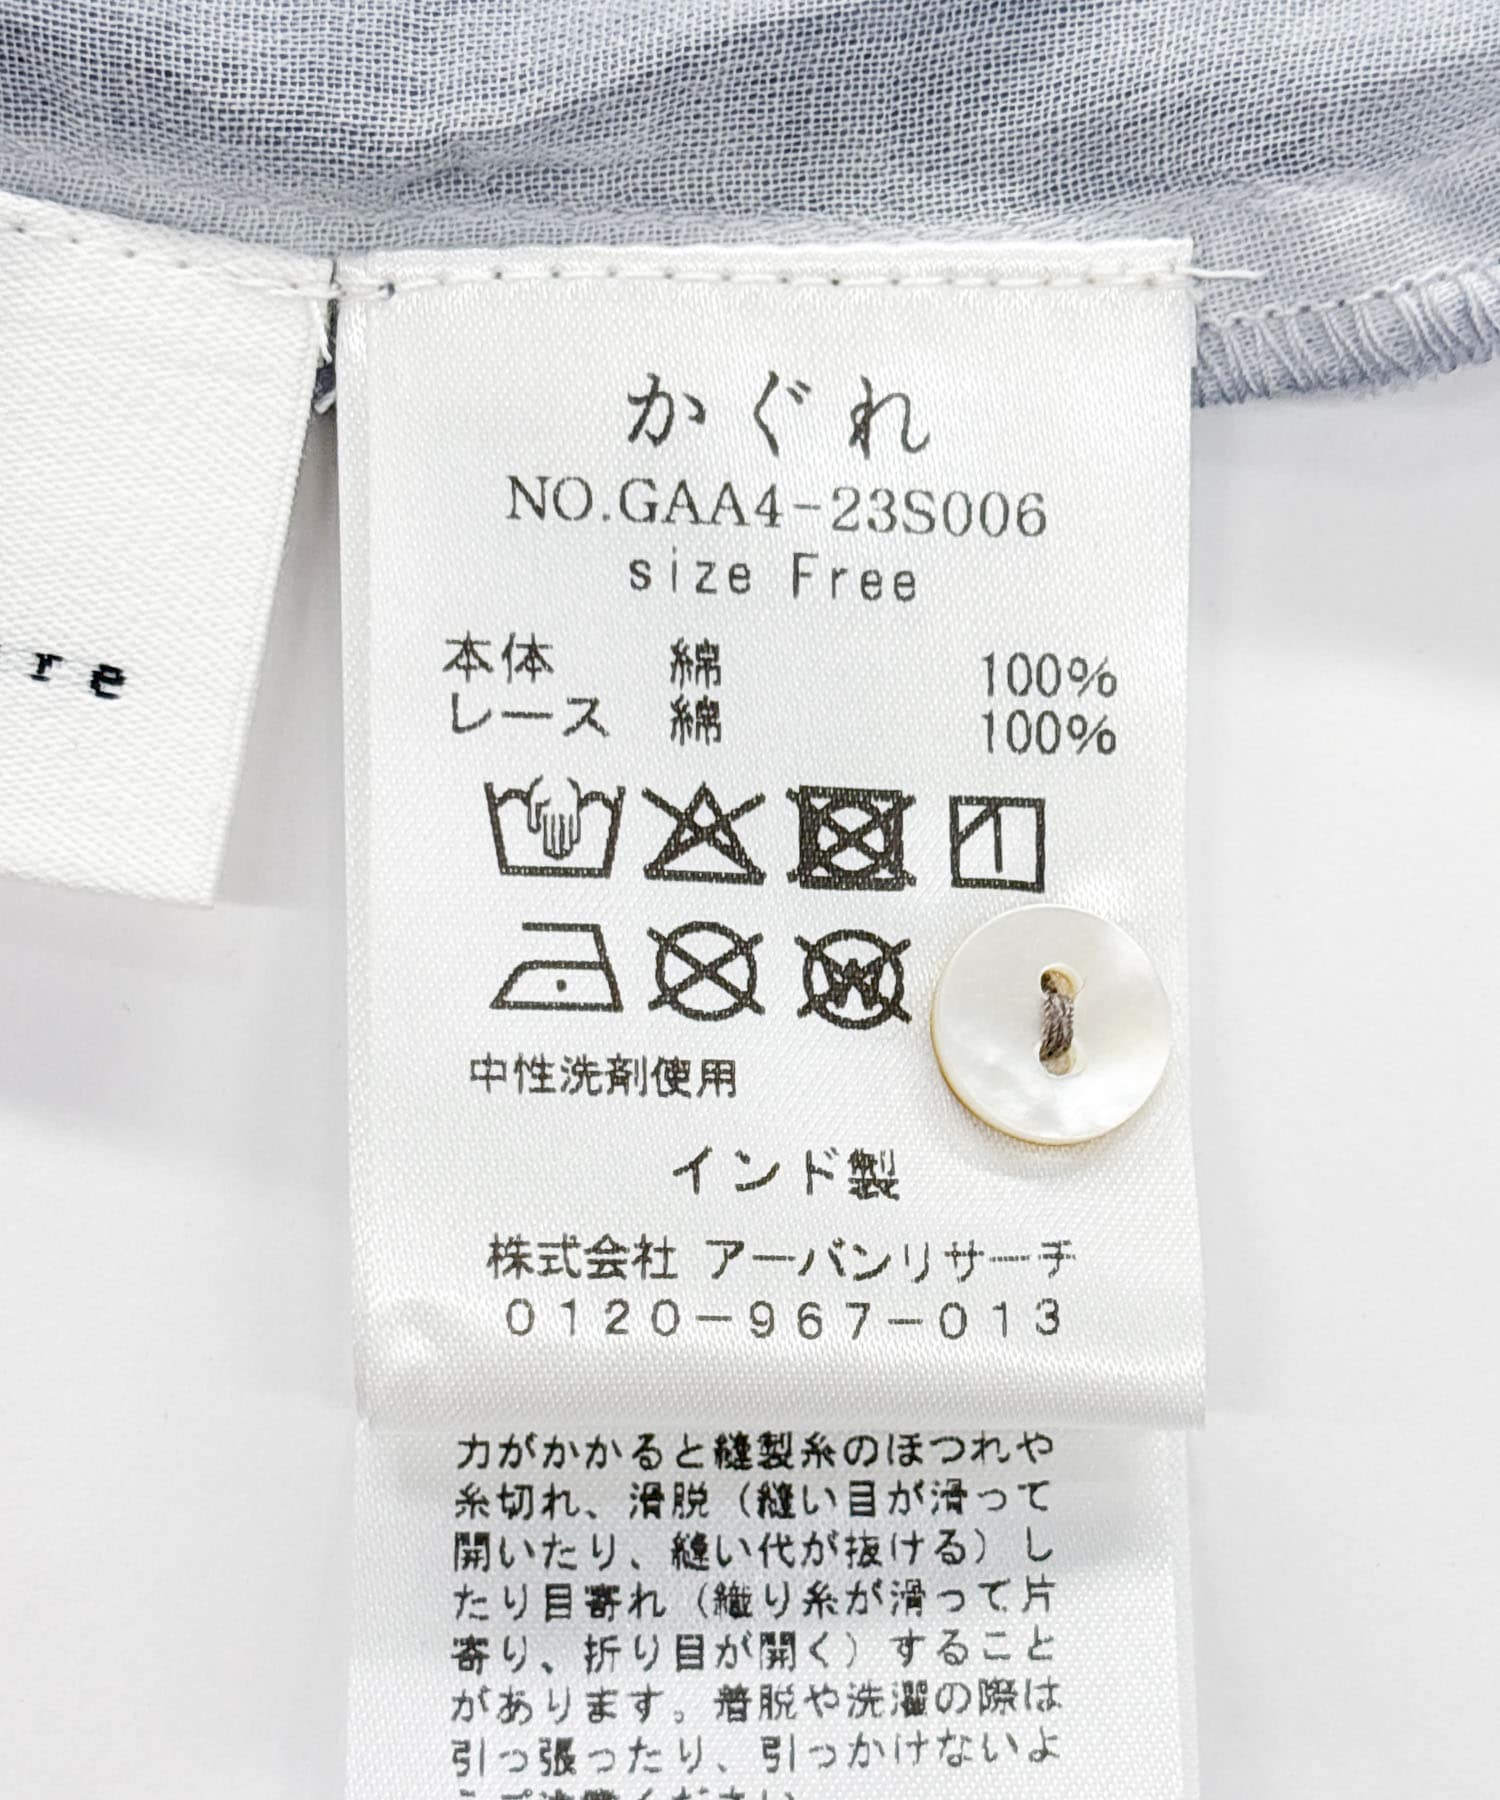 re
かぐれ
NO.GAA4-23S006
size Free
本体 綿 100%
レース 綿 100%
中性洗剤使用
インド製
株式会社 アーバンリサーチ
0120-967-013
力がかかると縫製糸のほつれや
糸切れ、滑脱（縫い目が滑って
開いたり、縫い代が抜ける）し
たり目寄れ（織り糸が滑って片
寄り、折り目が開く）すること
があります。着脱や洗濯の際は
引っ張ったり、引っかけないよ